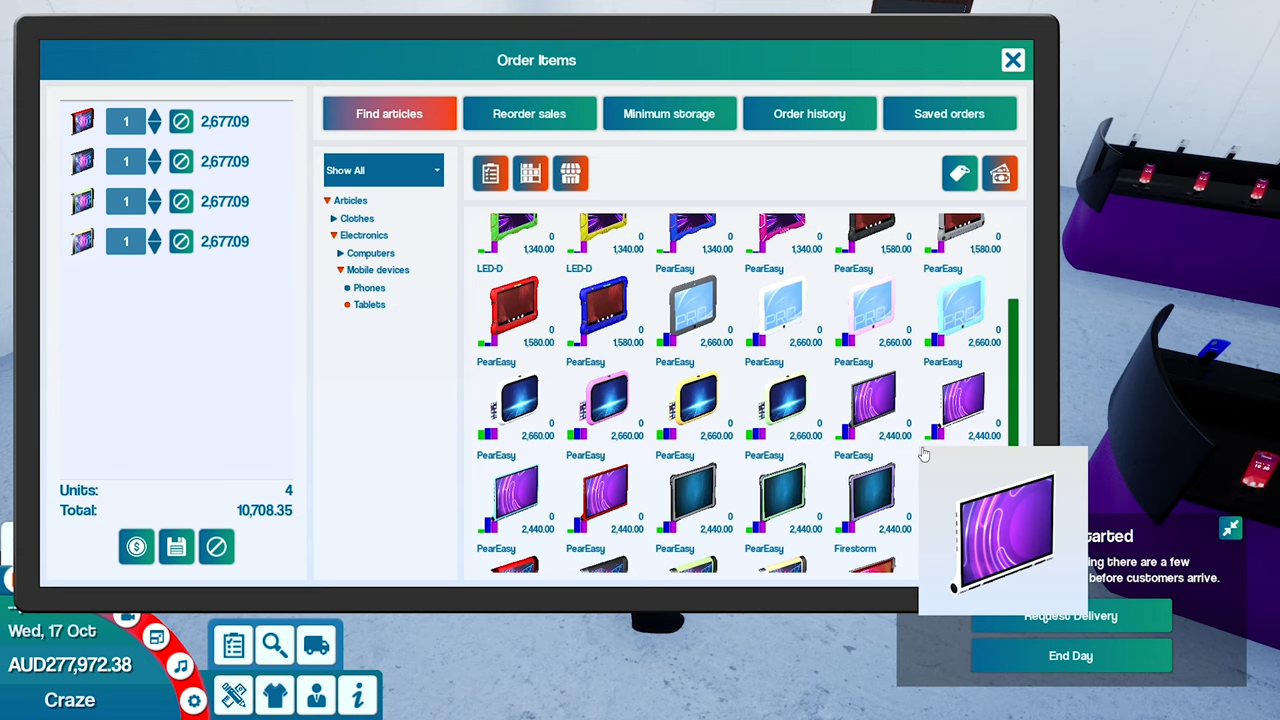 Order Items
Find articles
Reorder sales
Minimum storage
Order history
Saved orders
1 2,677.09
1 2,677.09
1 2,677.09
1 2,677.09
Units: 4
Total: 10,708.35
Show All
Articles
Clothes
Electronics
Computers
Mobile devices
Phones
Tablets
0 0 0 0 0 0
1,340.00 1,340.00 1,340.00 1,340.00 1,580.00 1,580.00
LED-D LED-D PearEasy PearEasy PearEasy PearEasy
PRO PRO PRO PRO
0 0 0 0 0 0
1,580.00 1,580.00 2,660.00 2,660.00 2,660.00 2,660.00
PearEasy PearEasy PearEasy PearEasy PearEasy PearEasy
0 0 0 0 0 0
2,660.00 2,660.00 2,660.00 2,660.00 2,440.00 2,440.00
PearEasy PearEasy PearEasy PearEasy PearEasy
0 0 0 0 0
2,440.00 2,440.00 2,440.00 2,440.00 2,440.00
PearEasy PearEasy PearEasy PearEasy Firestorm
arted
ing there are a few
before customers arrive.
Request Delivery
End Day
Wed, 17 Oct
AUD277,972.38
Craze